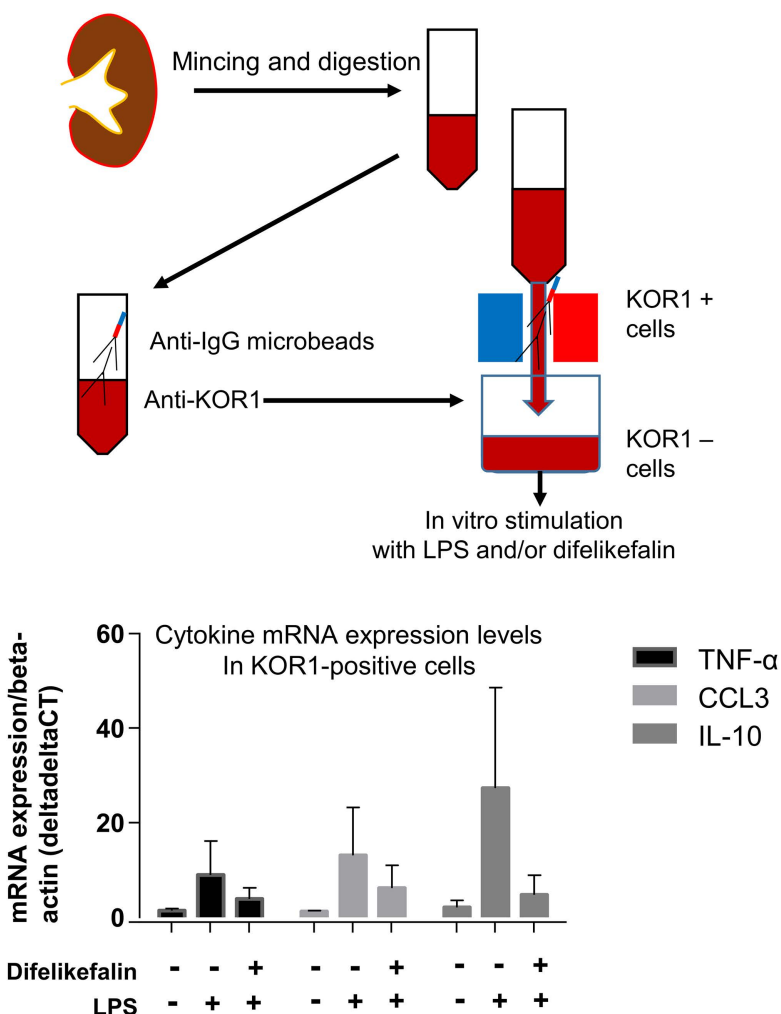 Mincing and digestion
Anti-IgG microbeads
Anti-KOR1
KOR1 +
cells
KOR1 –
cells
In vitro stimulation
with LPS and/or difelikefalin
mRNA expression/beta-
actin (deltadeltaCT)
60
40
20
0
Cytokine mRNA expression levels
In KOR1-positive cells
TNF-α
CCL3
IL-10
Difelikefalin - - + - - + - - +
LPS - + + - + + - + +